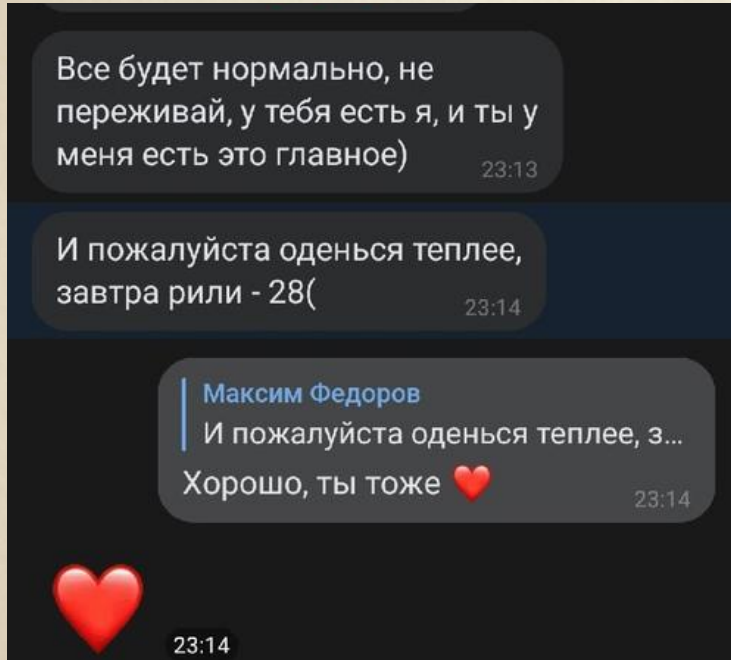 Все будет нормально, не
переживай, у тебя есть я, и ты у
меня есть это главное)
23:13
И пожалуйста оденься теплее,
завтра рили - 28(
23:14
Максим Федоров
И пожалуйста оденься теплее, з...
Хорошо, ты тоже ❤️
23:14
❤️
23:14